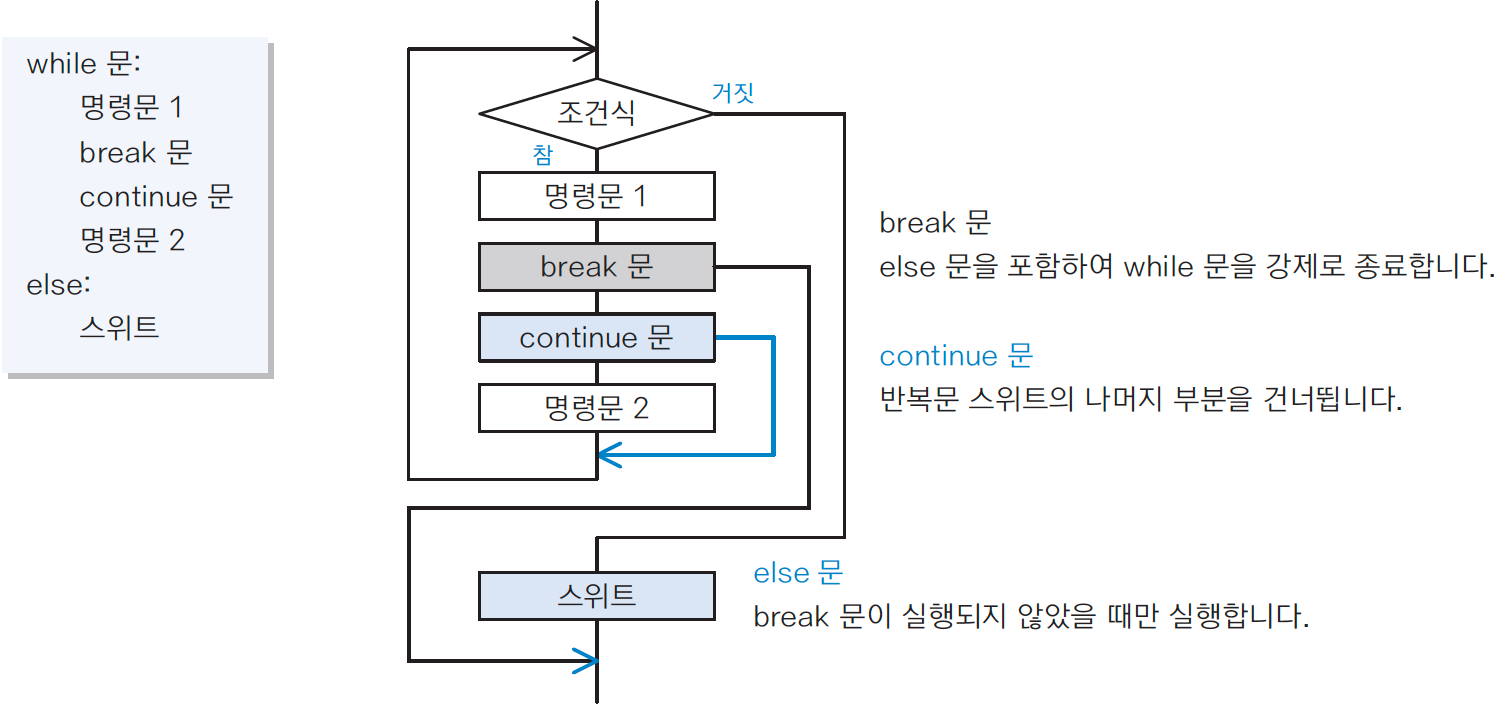 while 문:
명령문 1
break 문
continue 문
명령문 2
else:
스위트
조건식
거짓
참
명령문 1
break 문
continue 문
명령문 2
스위트
break 문
else 문을 포함하여 while 문을 강제로 종료합니다.
continue 문
반복문 스위트의 나머지 부분을 건너뜁니다.
else 문
break 문이 실행되지 않았을 때만 실행합니다.